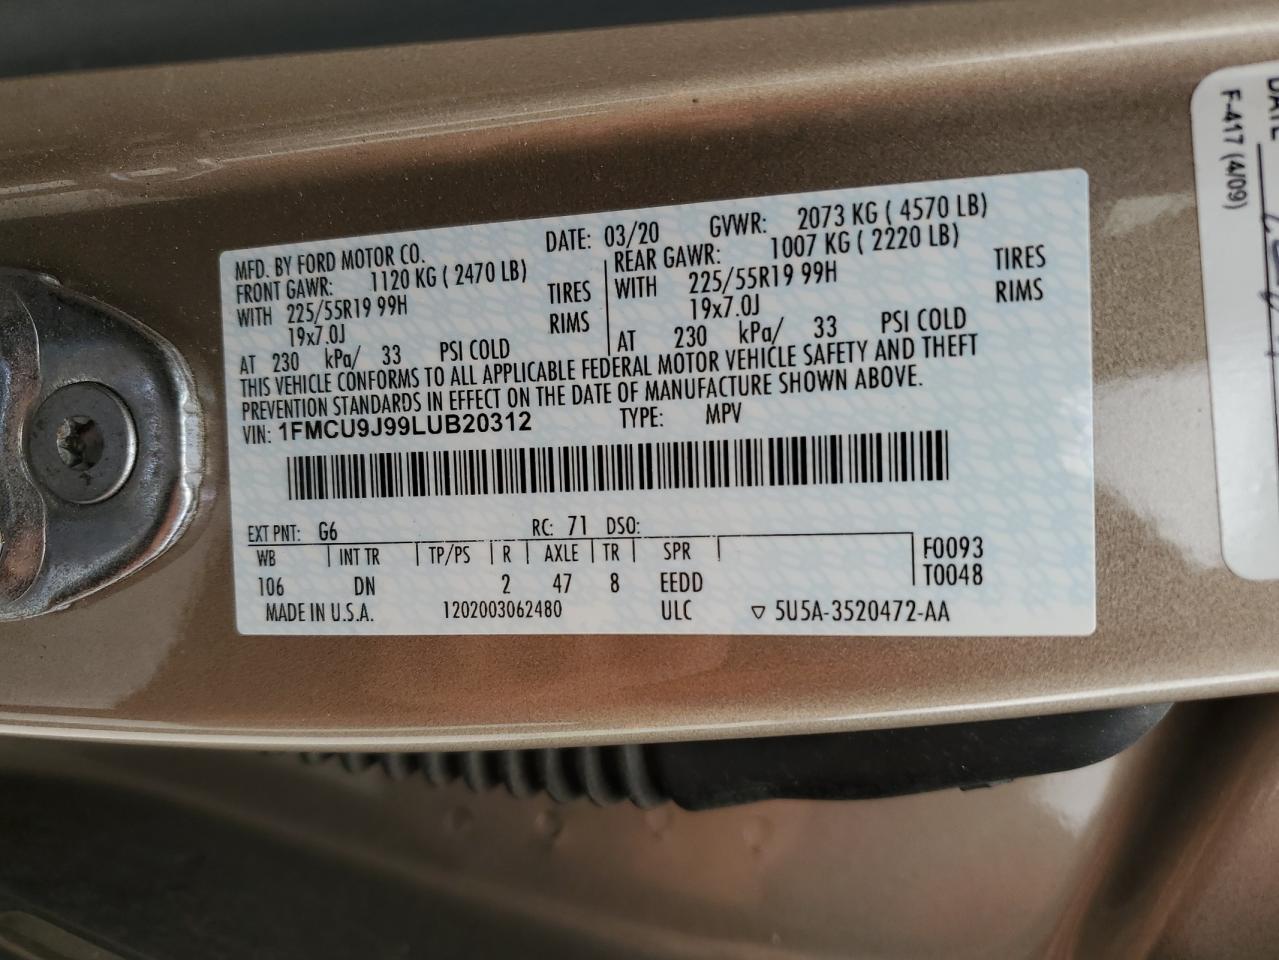 MFD. BY FORD MOTOR CO. DATE: 03/20 GVWR: 2073 KG ( 4570 LB)
FRONT GAWR: 1120 KG ( 2470 LB) REAR GAWR: 1007 KG ( 2220 LB)
WITH 225/55R19 99H TIRES WITH 225/55R19 99H TIRES
19x7.0J RIMS 19x7.0J RIMS
AT 230 kPa/ 33 PSI COLD AT 230 kPa/ 33 PSI COLD
THIS VEHICLE CONFORMS TO ALL APPLICABLE FEDERAL MOTOR VEHICLE SAFETY AND THEFT
PREVENTION STANDARDS IN EFFECT ON THE DATE OF MANUFACTURE SHOWN ABOVE.
VIN: 1FMCU9J99LUB20312 TYPE: MPV
EXT PNT: G6 RC: 71 DSO:
WB INT TR TP/PS R AXLE TR SPR F0093
106 DN 2 47 8 EEDD T0048
MADE IN U.S.A. 1202003062480 ULC ▽ 5U5A-3520472-AA
DATE
F-417 (4/09)